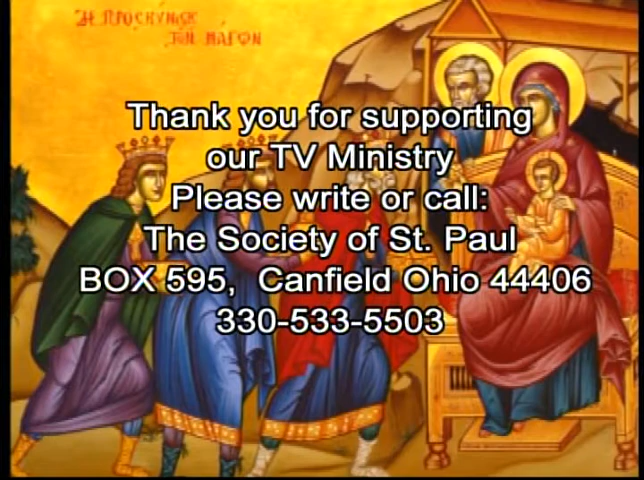 Η ΠΡΟΣΚΥΝΗΣΙΣ
ΤΩΝ ΜΑΓΩΝ
Thank you for supporting
our TV Ministry
Please write or call:
The Society of St. Paul
BOX 595, Canfield Ohio 44406
330-533-5503